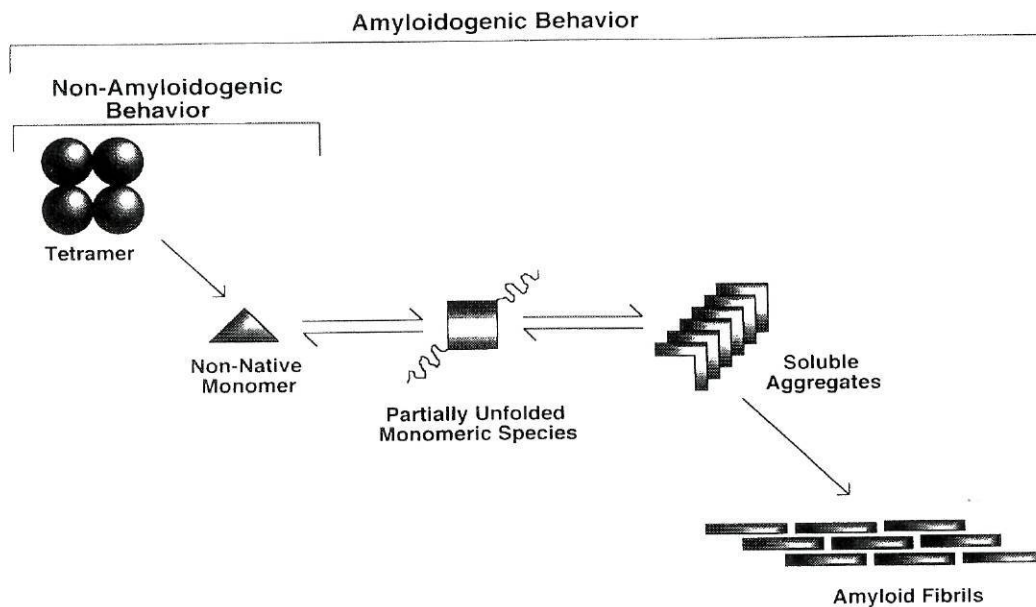 Amyloidogenic Behavior
Non-Amyloidogenic
Behavior
Tetramer
Non-Native
Monomer
Partially Unfolded
Monomeric Species
Soluble
Aggregates
Amyloid Fibrils